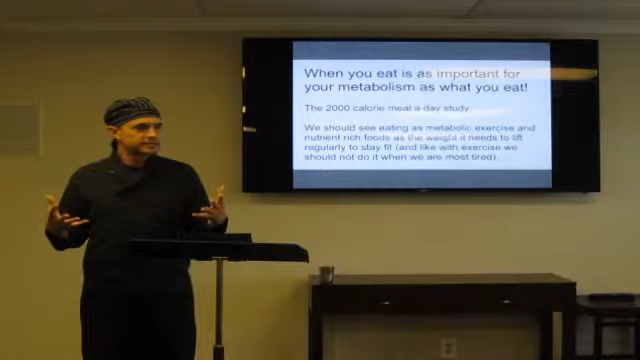 When you eat is as important for
your metabolism as what you eat!
The 2000 calorie meal a day study.
We should see eating as metabolic exercise and
nutrient rich foods as the weight it needs to lift
regularly to stay fit (and like with exercise we
should not do it when we are most tired).